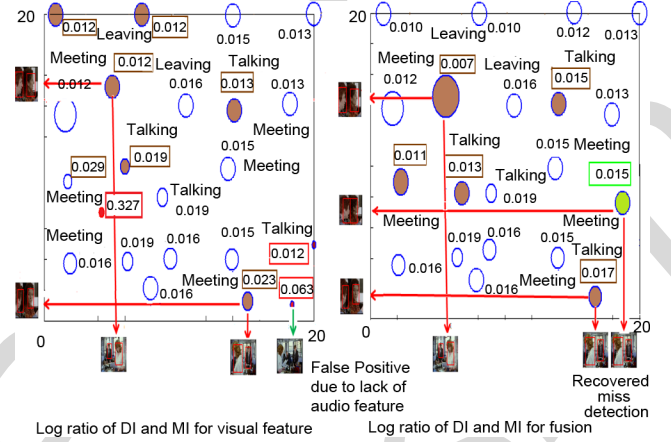 20
0.012
Leaving
0.012
0.015
0.013
Meeting
0.012
Leaving
Talking
0.012
0.016
0.013
0.013
Talking
Meeting
0.029
0.019
0.015
Meeting
Meeting
0.327
Talking
0.019
Talking
0.012
Meeting
0.016
0.019
0.016
0.015
Meeting
0.023
0.063
0.016
0
20
False Positive
due to lack of
audio feature
Log ratio of DI and MI for visual feature
20
0.010
Leaving
0.010
0.012
0.013
Meeting
0.007
Leaving
Talking
0.012
0.016
0.015
0.013
Talking
0.015
Meeting
0.011
0.013
0.015
Talking
0.019
Meeting
Meeting
0.019
0.016
0.015
Talking
0.016
0.017
0.016
0
20
Recovered
miss
detection
Log ratio of DI and MI for fusion